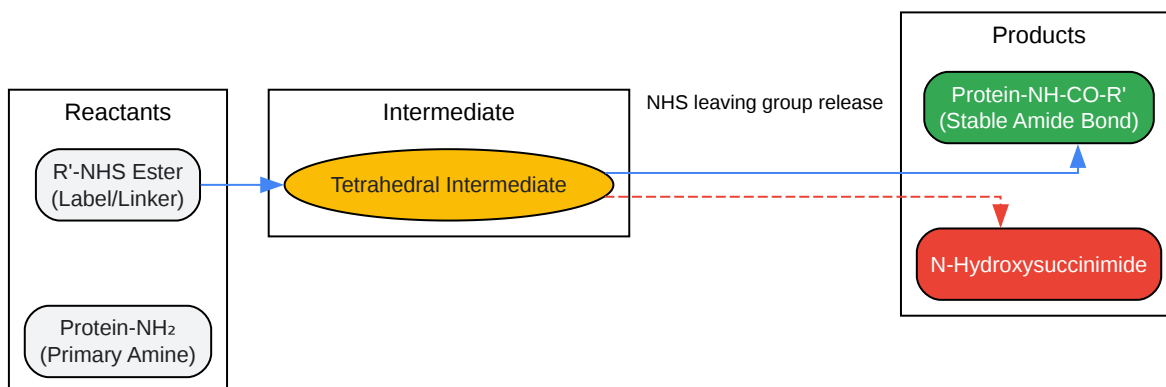 Reactants
R'-NHS Ester
(Label/Linker)
Protein-NH₂
(Primary Amine)
Intermediate
Tetrahedral Intermediate
NHS leaving group release
Products
Protein-NH-CO-R'
(Stable Amide Bond)
N-Hydroxysuccinimide